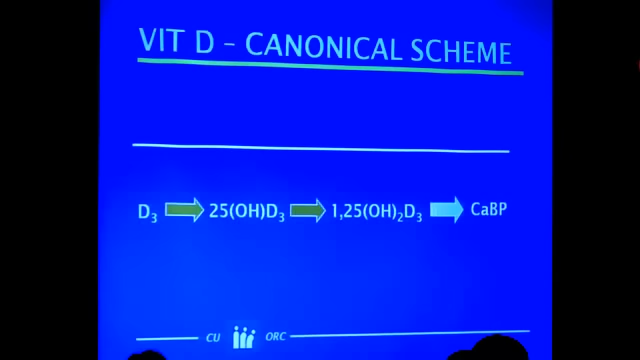 VIT D – CANONICAL SCHEME
D₃ 25(OH)D₃ 1,25(OH)₂D₃ CaBP
CU ORC